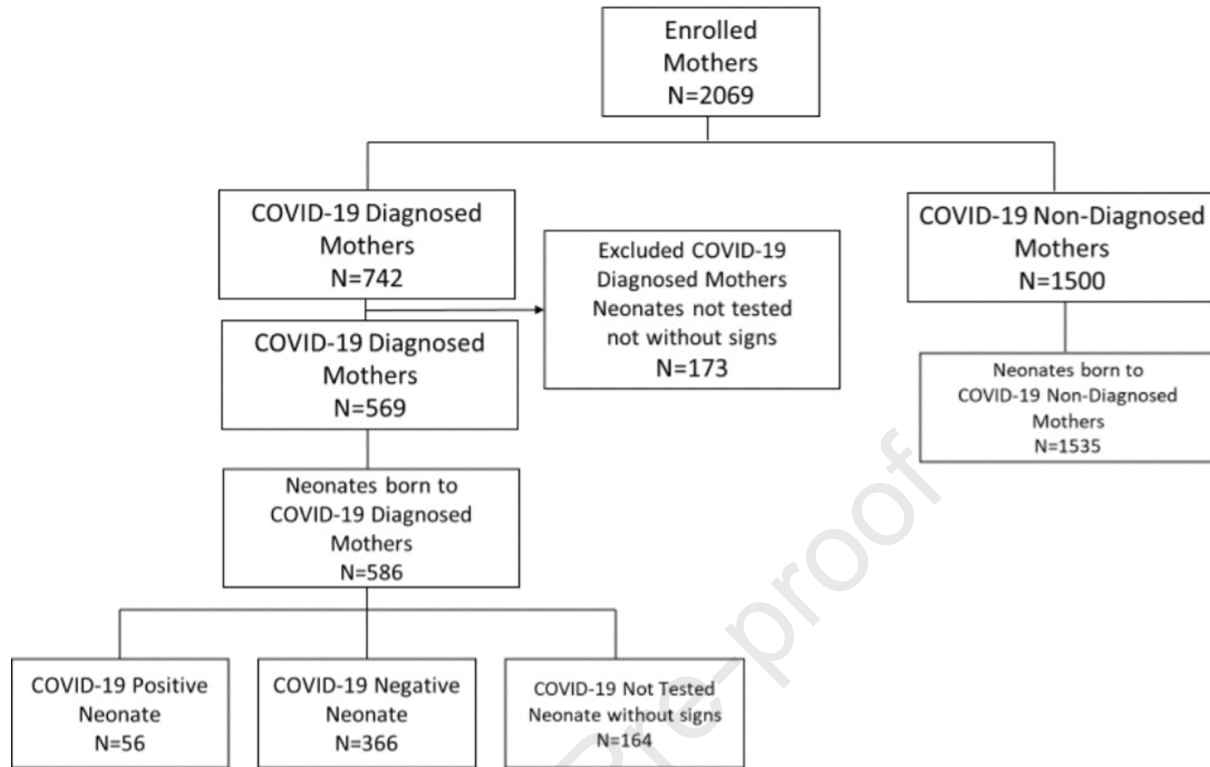 Enrolled
Mothers
N=2069
COVID-19 Diagnosed
Mothers
N=742
COVID-19 Non-Diagnosed
Mothers
N=1500
Excluded COVID-19
Diagnosed Mothers
Neonates not tested
not without signs
N=173
COVID-19 Diagnosed
Mothers
N=569
Neonates born to
COVID-19 Non-Diagnosed
Mothers
N=1535
Neonates born to
COVID-19 Diagnosed
Mothers
N=586
COVID-19 Positive
Neonate
N=56
COVID-19 Negative
Neonate
N=366
COVID-19 Not Tested
Neonate without signs
N=164
Pre-proof